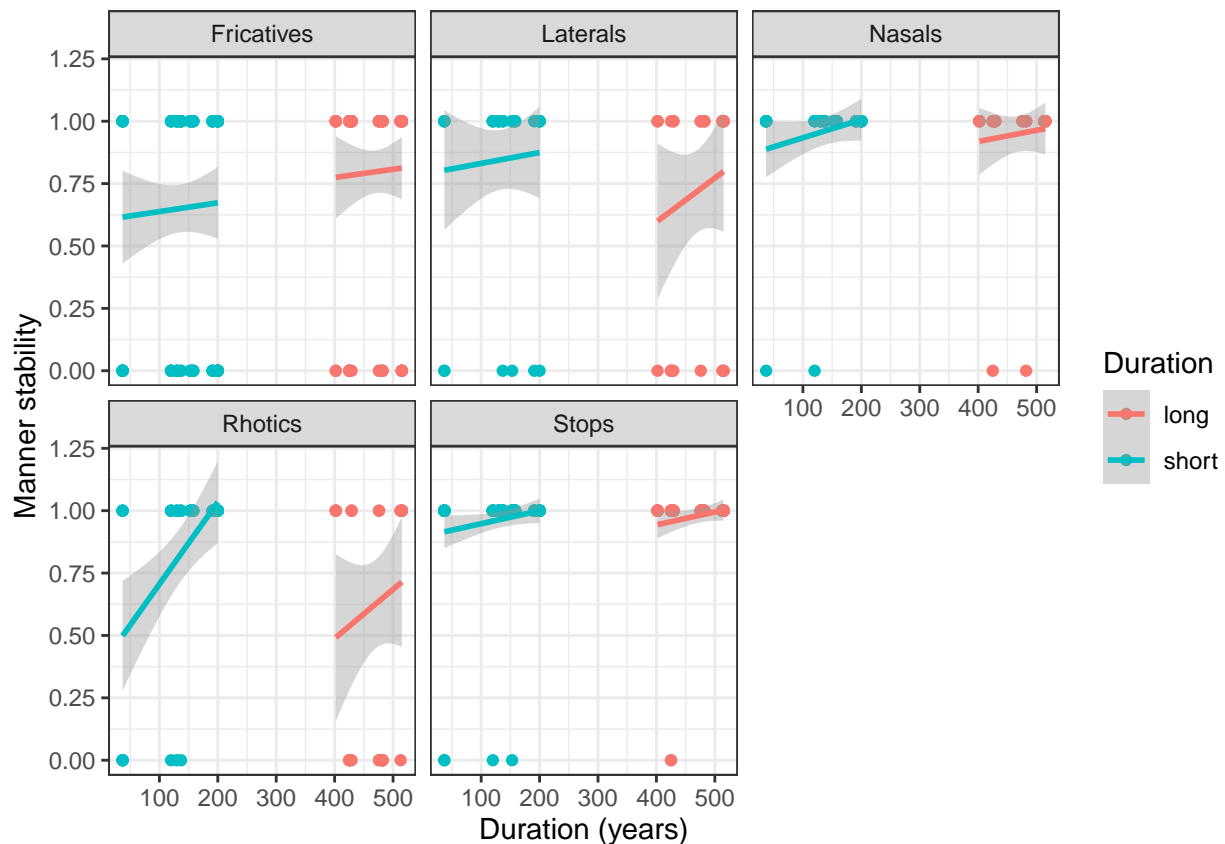 Fricatives
Laterals
Nasals
1.25
1.00
0.75
0.50
0.25
0.00
100 200 300 400 500
Rhotics
Stops
1.25
1.00
0.75
0.50
0.25
0.00
100 200 300 400 500
100 200 300 400 500
Manner stability
Duration (years)
Duration
long
short